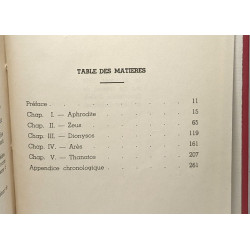 TABLE DES MATIERES
Préface 11
Chap. I. — Aphrodite 13
Chap. II. — Zeus 65
Chap. III. — Dionysos 119
Chap. IV. — Arès 161
Chap. V. — Thanatos 207
Appendice chronologique 261